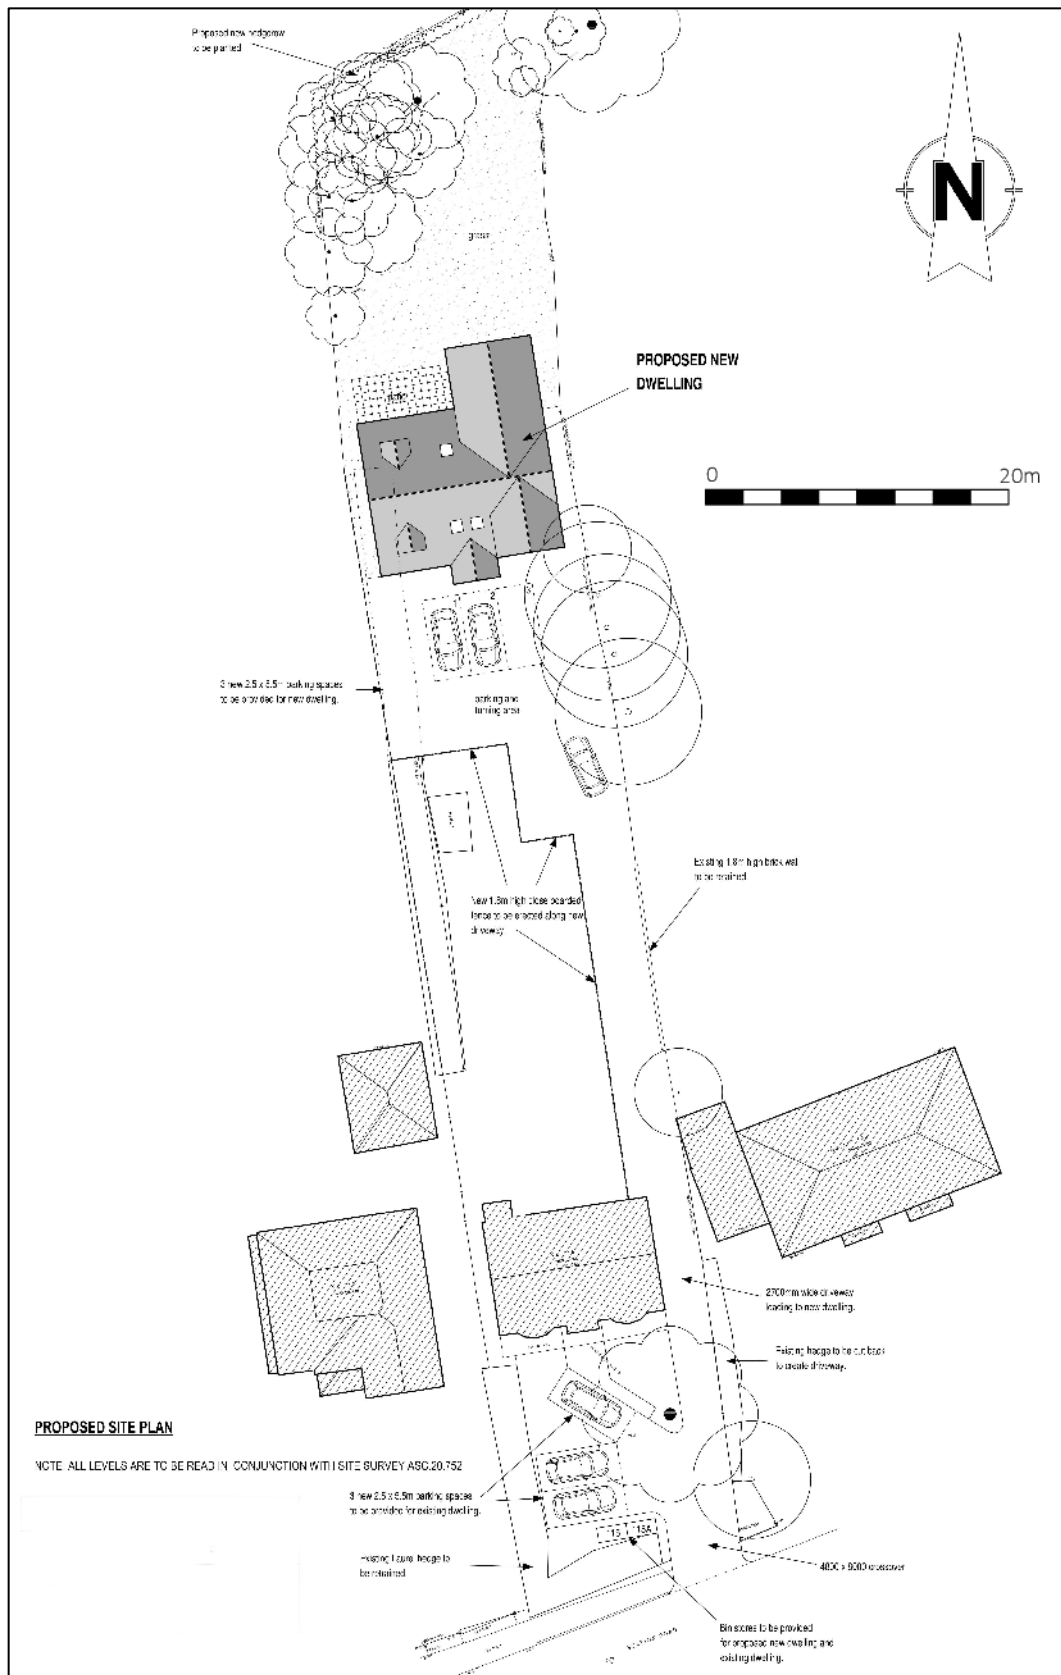 Proposed new hedgerow
to be planted
N
grass
PROPOSED NEW
DWELLING
0 20m
patio
2
3 new 2.5 x 5.5m parking spaces
to be provided for new dwelling.
parking and
turning area
Existing 1.8m high brick wall
to be retained.
New 1.8m high close boarded
fence to be erected along new
driveway
2700mm wide driveway
leading to new dwelling.
Existing hedge to be cut back
to create driveway.
PROPOSED SITE PLAN
NOTE ALL LEVELS ARE TO BE READ IN CONJUNCTION WITH SITE SURVEY ASC.20.752
3 new 2.5 x 5.5m parking spaces
to be provided for existing dwelling.
15 15A
Existing Laurel hedge to
be retained
4800 x 6000 crossover
Bin stores to be provided
for proposed new dwelling and
existing dwelling.